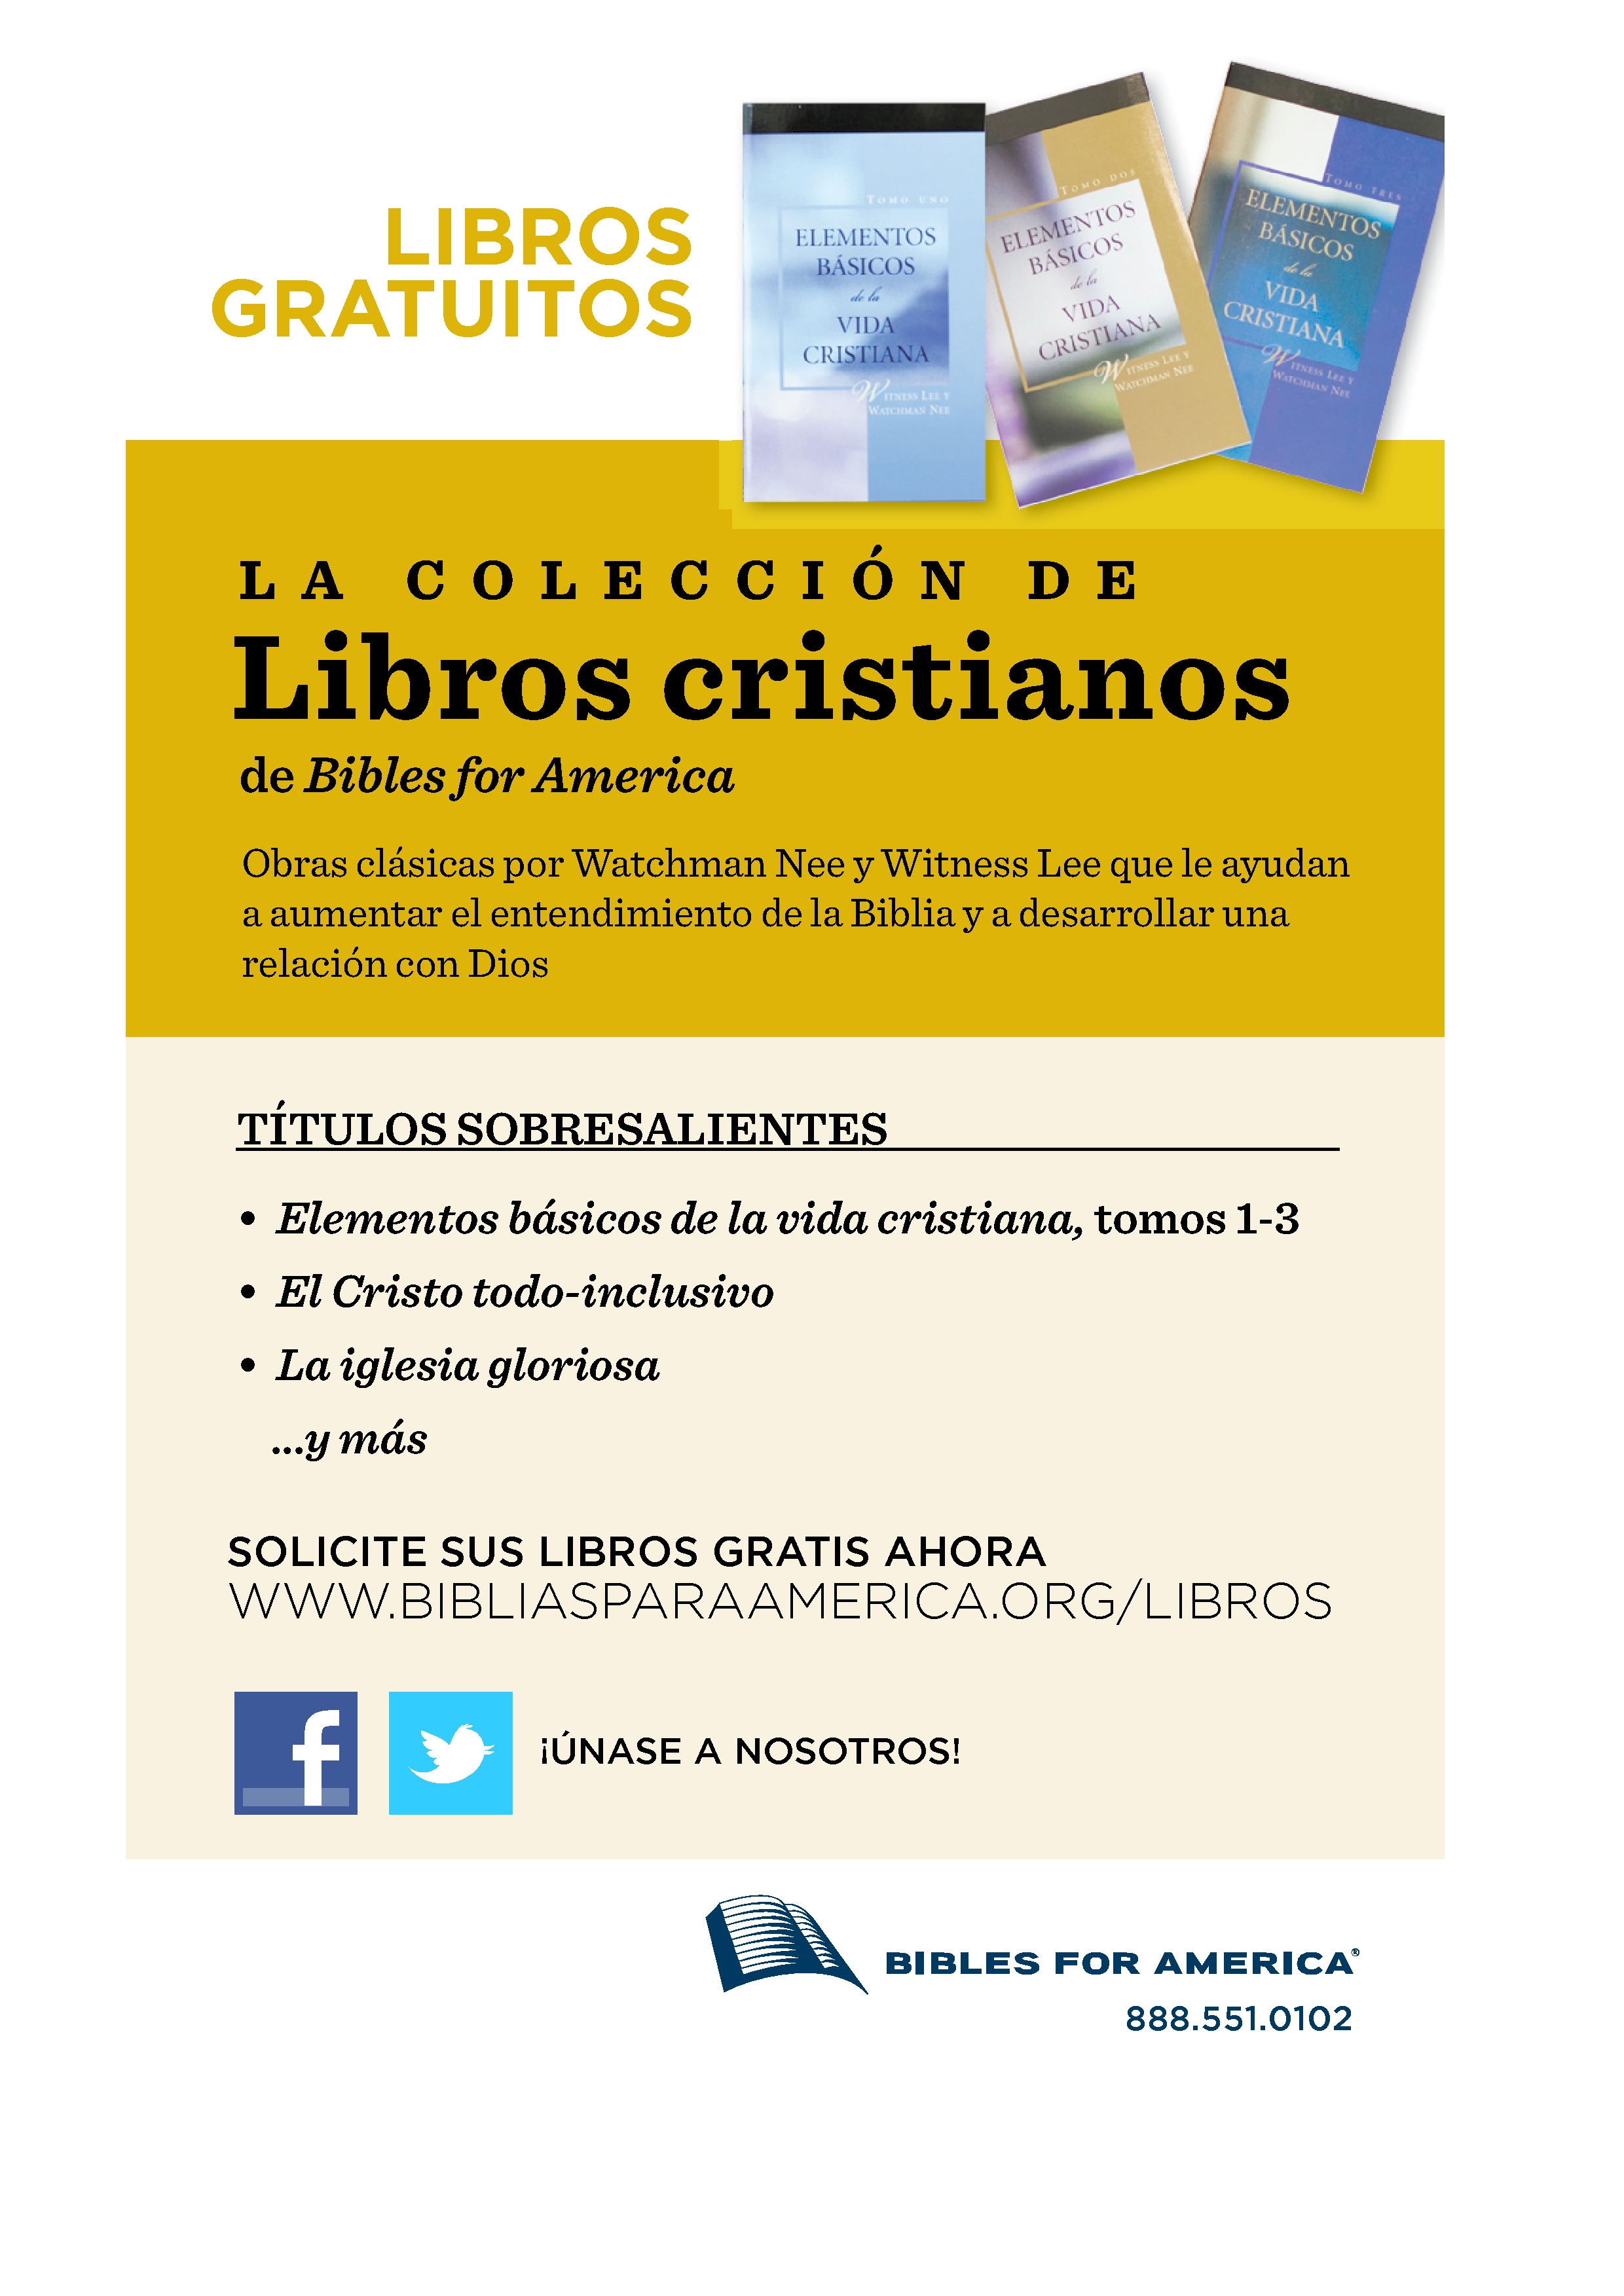 LIBROS
GRATUITOS
TOMO UNO
ELEMENTOS
BÁSICOS
de la
VIDA
CRISTIANA
WITNESS LEE Y
WATCHMAN NEE
TOMO DOS
ELEMENTOS
BÁSICOS
de la
VIDA
CRISTIANA
WITNESS LEE Y
WATCHMAN NEE
TOMO TRES
ELEMENTOS
BÁSICOS
de la
VIDA
CRISTIANA
WITNESS LEE Y
WATCHMAN NEE
LA COLECCIÓN DE
Libros cristianos
de Bibles for America
Obras clásicas por Watchman Nee y Witness Lee que le ayudan
a aumentar el entendimiento de la Biblia y a desarrollar una
relación con Dios
TÍTULOS SOBRESALIENTES
• Elementos básicos de la vida cristiana, tomos 1-3
• El Cristo todo-inclusivo
• La iglesia gloriosa
...y más
SOLICITE SUS LIBROS GRATIS AHORA
WWW.BIBLIASPARAAMERICA.ORG/LIBROS
f
¡ÚNASE A NOSOTROS!
BIBLES FOR AMERICA®
888.551.0102